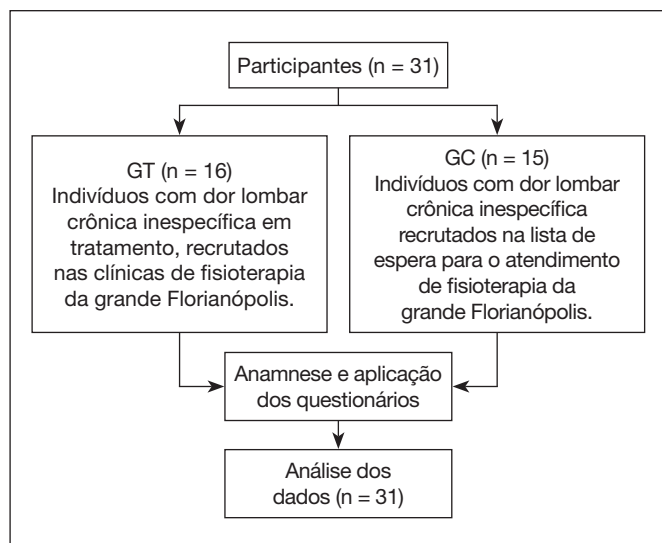 Participantes (n = 31)
GT (n = 16)
Indivíduos com dor lombar
crônica inespecífica em
tratamento, recrutados
nas clínicas de fisioterapia
da grande Florianópolis.
GC (n = 15)
Indivíduos com dor lombar
crônica inespecífica
recrutados na lista de
espera para o atendimento
de fisioterapia da
grande Florianópolis.
Anamnese e aplicação
dos questionários
Análise dos
dados (n = 31)